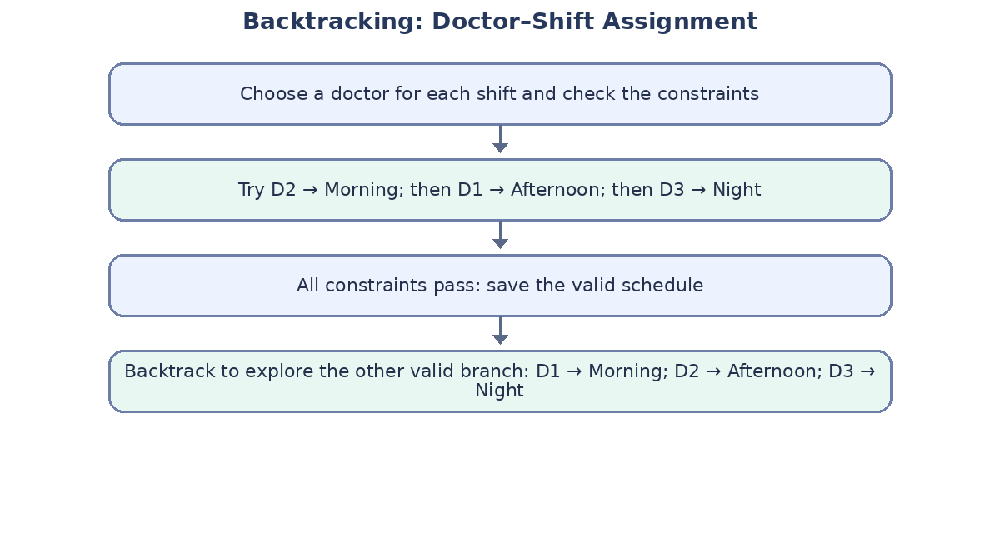 Backtracking: Doctor–Shift Assignment
Choose a doctor for each shift and check the constraints
Try D2 → Morning; then D1 → Afternoon; then D3 → Night
All constraints pass: save the valid schedule
Backtrack to explore the other valid branch: D1 → Morning; D2 → Afternoon; D3 →
Night